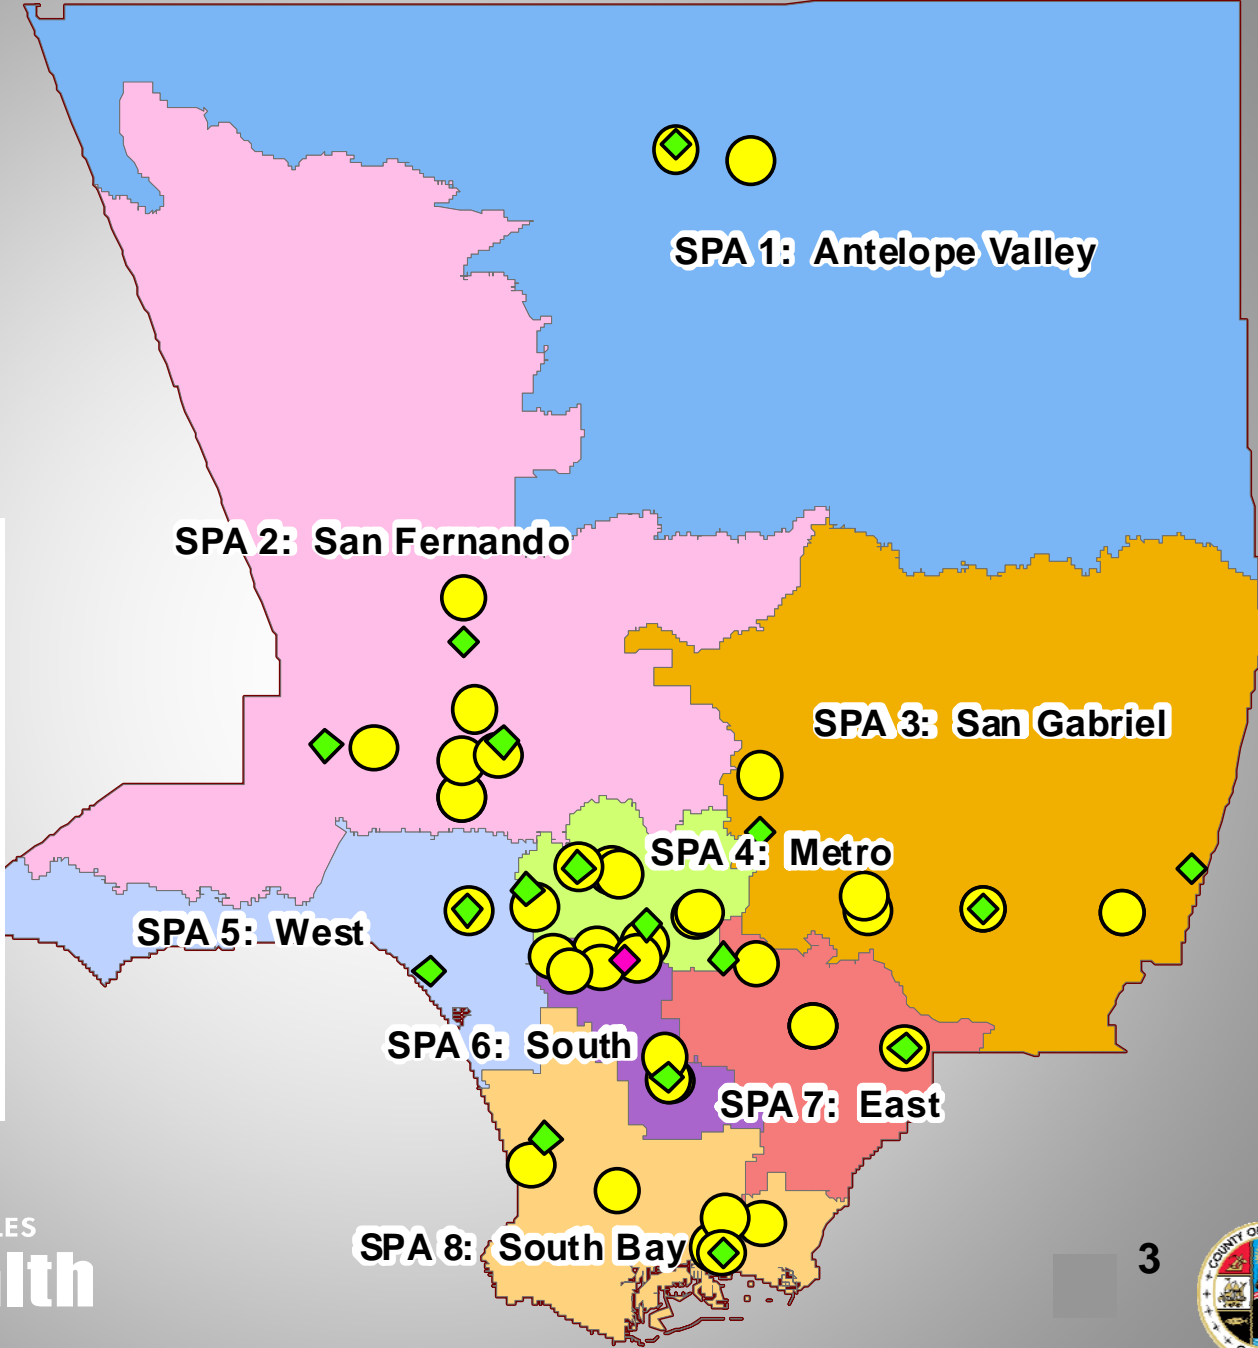 SPA 1: Antelope Valley
SPA 2: San Fernando
SPA 3: San Gabriel
SPA 4: Metro
SPA 5: West
SPA 6: South
SPA 7: East
SPA 8: South Bay
3
COUNTY